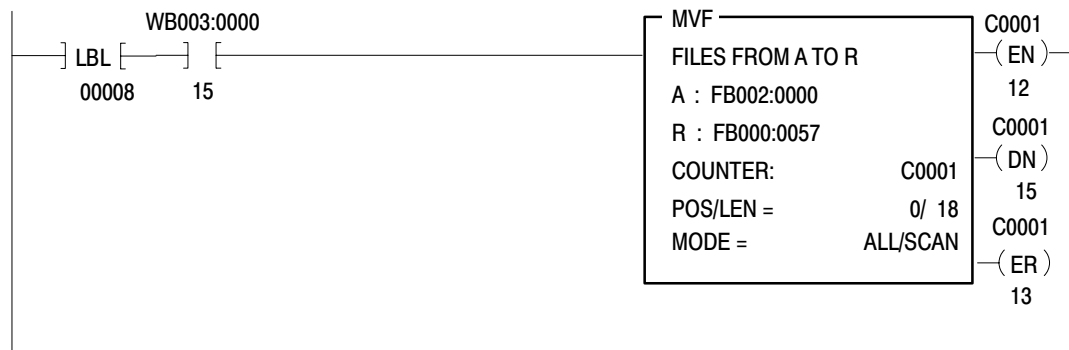 WB003:0000
LBL
00008
15
MVF
FILES FROM A TO R
A : FB002:0000
R : FB000:0057
COUNTER: C0001
POS/LEN = 0/ 18
MODE = ALL/SCAN
C0001
EN
12
C0001
DN
15
C0001
ER
13